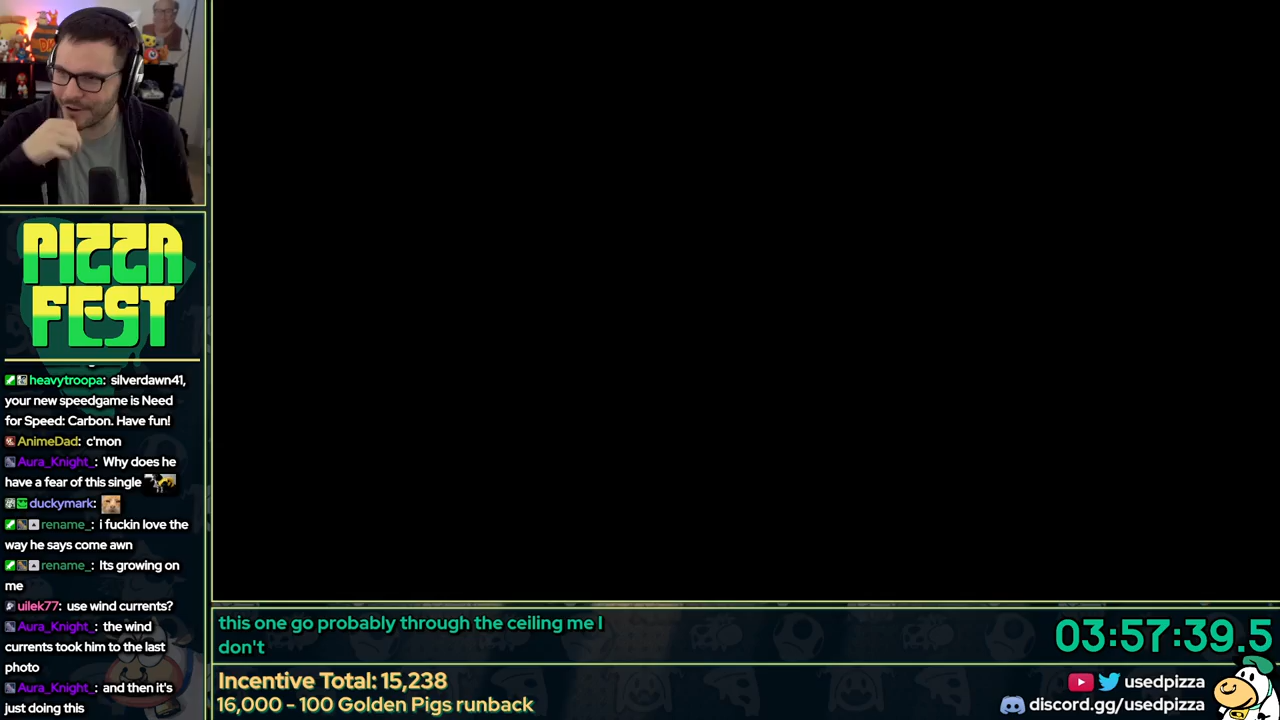 PIZZA
FEST
heavytroopa: silverdawn41,
your new speedgame is Need
for Speed: Carbon. Have fun!
AnimeDad: c'mon
Aura_Knight_: Why does he
have a fear of this single
duckymark:
rename_: i fuckin love the
way he says come awn
rename_: Its growing on
me
uilek77: use wind currents?
Aura_Knight_: the wind
currents took him to the last
photo
Aura_Knight_: and then it's
just doing this
this one go probably through the ceiling me I
don't
03:57:39.5
Incentive Total: 15,238
16,000 - 100 Golden Pigs runback
usedpizza
discord.gg/usedpizza